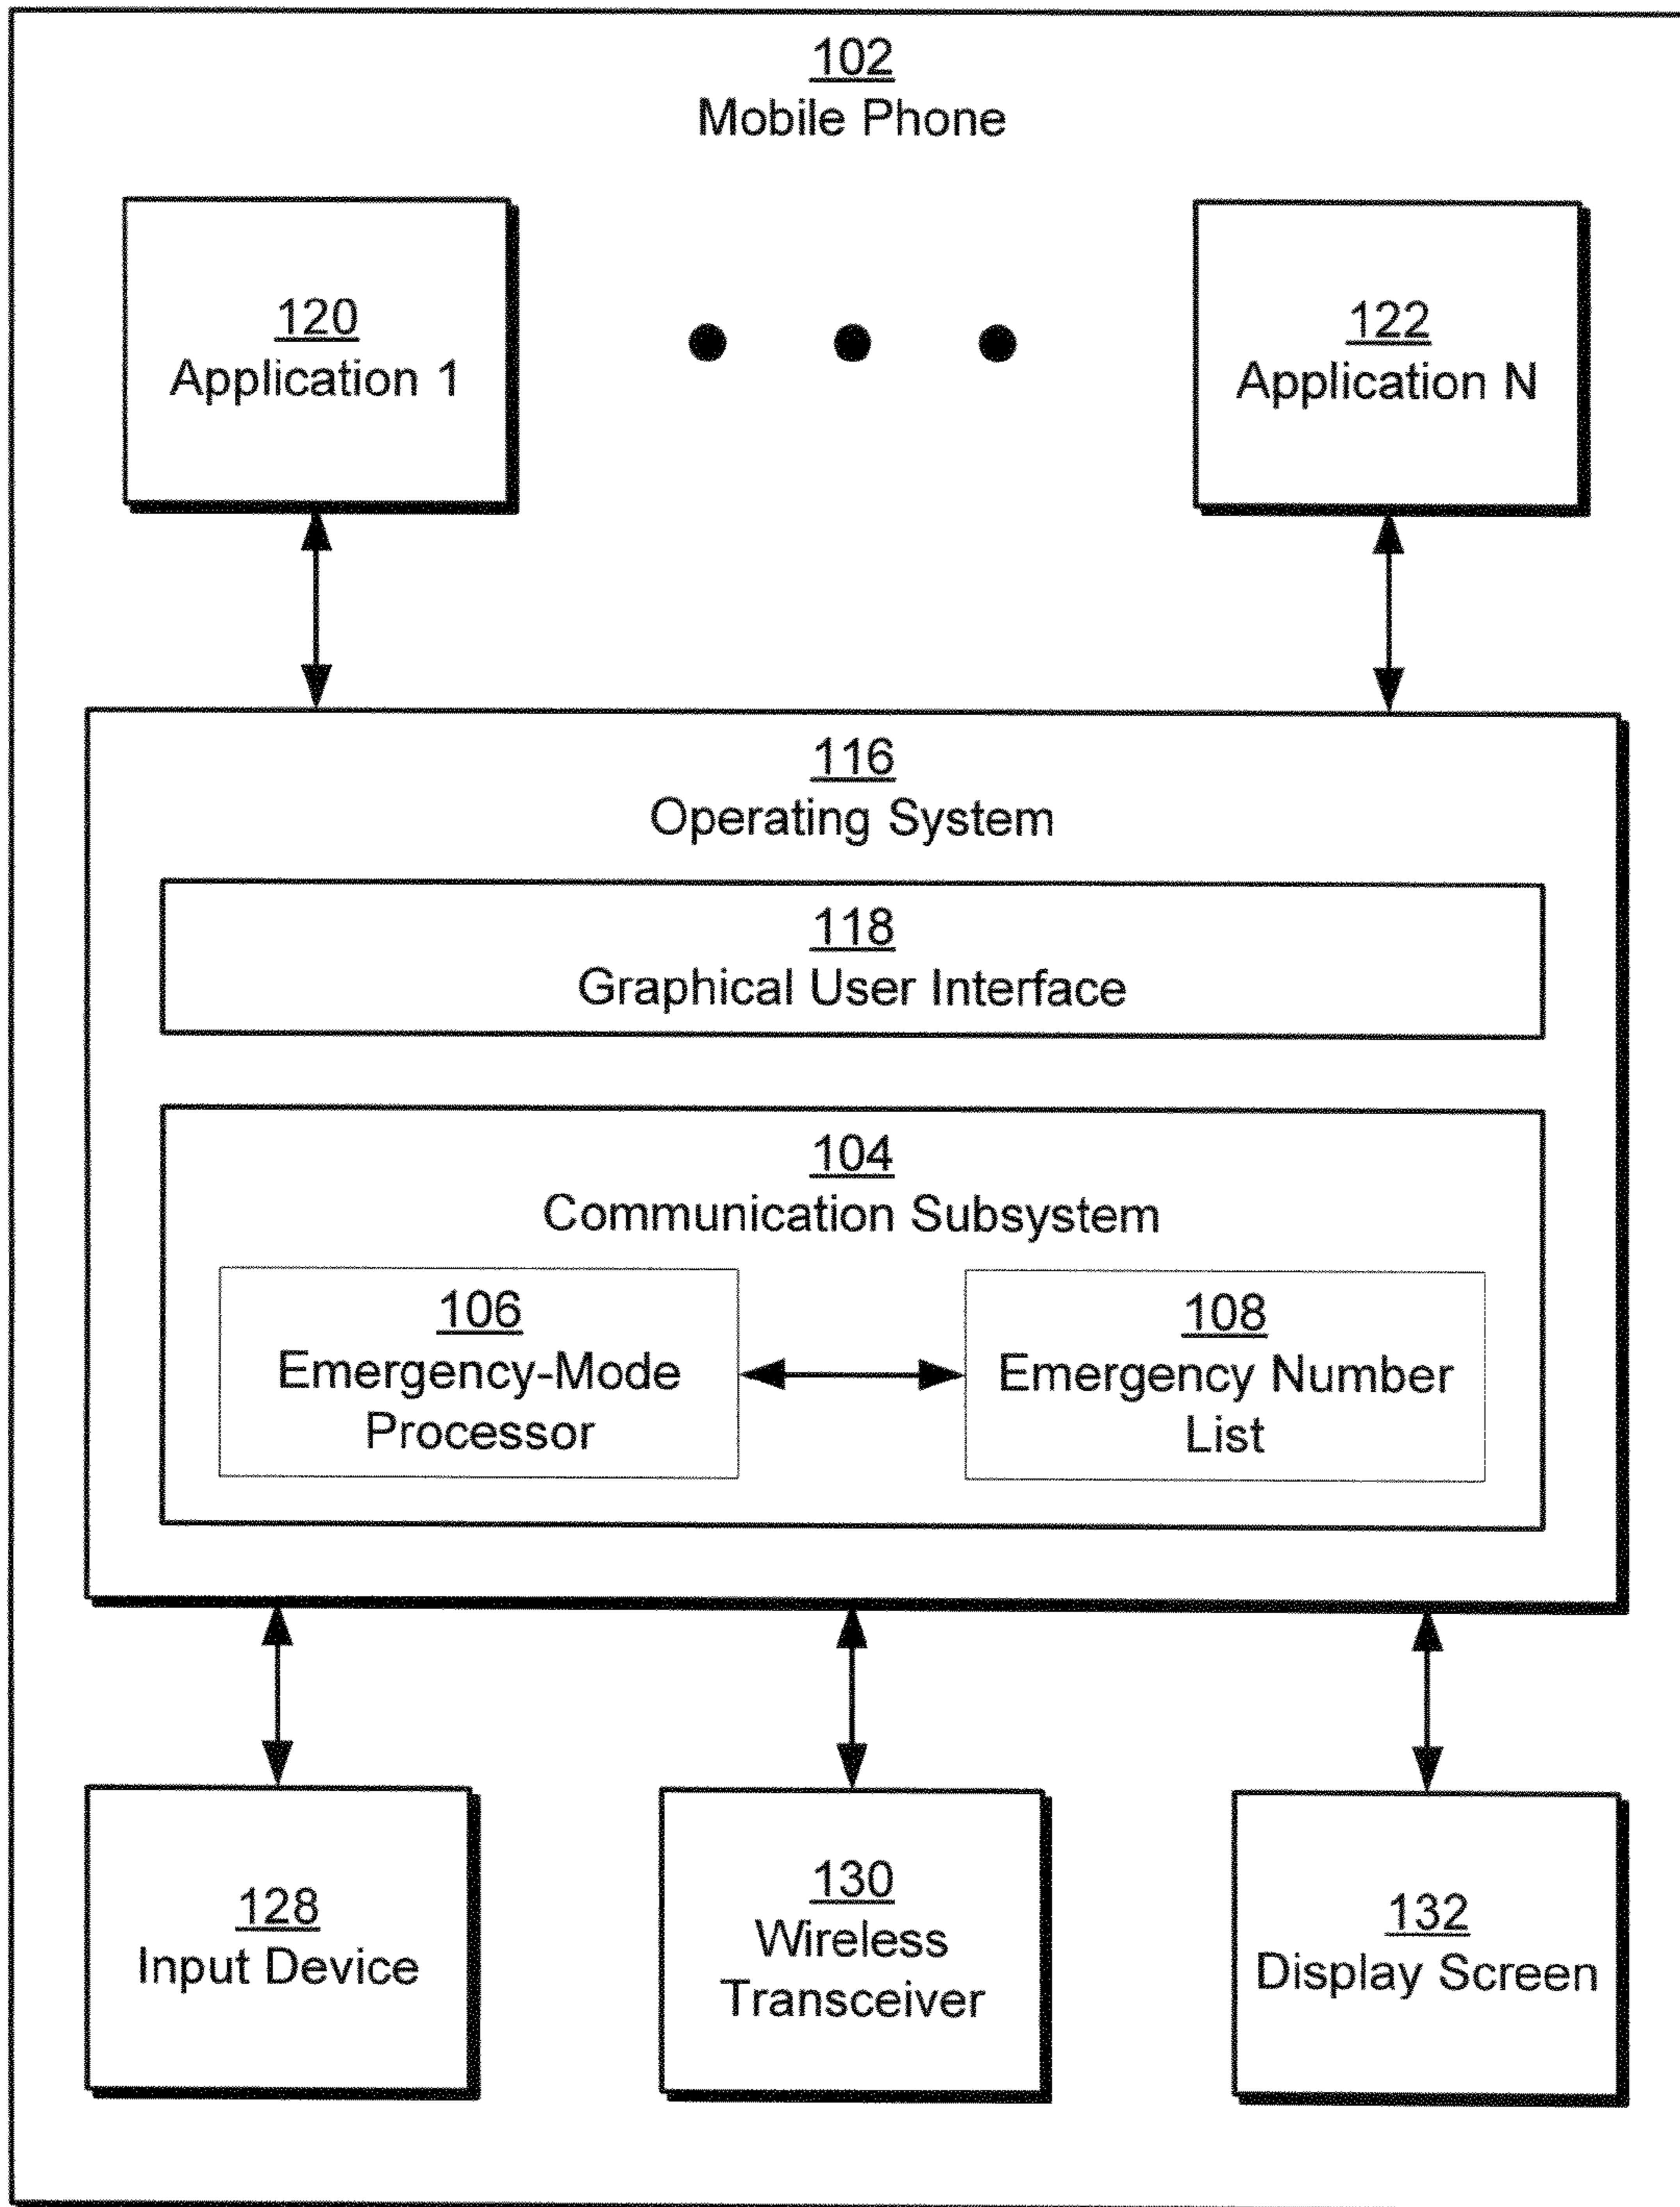 102
Mobile Phone
120
Application 1
122
Application N
116
Operating System
118
Graphical User Interface
104
Communication Subsystem
106
Emergency-Mode
Processor
108
Emergency Number
List
128
Input Device
130
Wireless
Transceiver
132
Display Screen